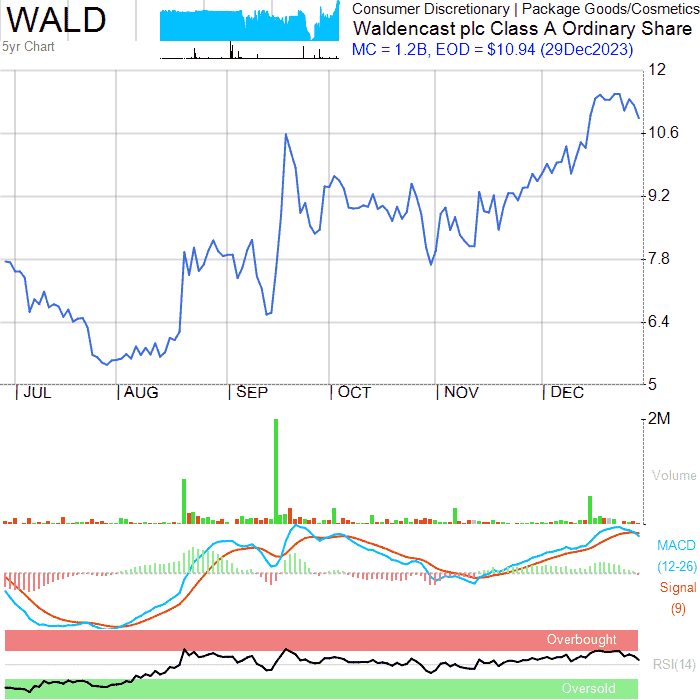 WALD
5yr Chart
Consumer Discretionary | Package Goods/Cosmetics
Waldencast plc Class A Ordinary Share
MC = 1.2B, EOD = $10.94 (29Dec2023)
12
10.6
9.2
7.8
6.4
5
JUL
AUG
SEP
OCT
NOV
DEC
2M
Volume
MACD
(12-26)
Signal
(9)
Overbought
RSI(14)
Oversold